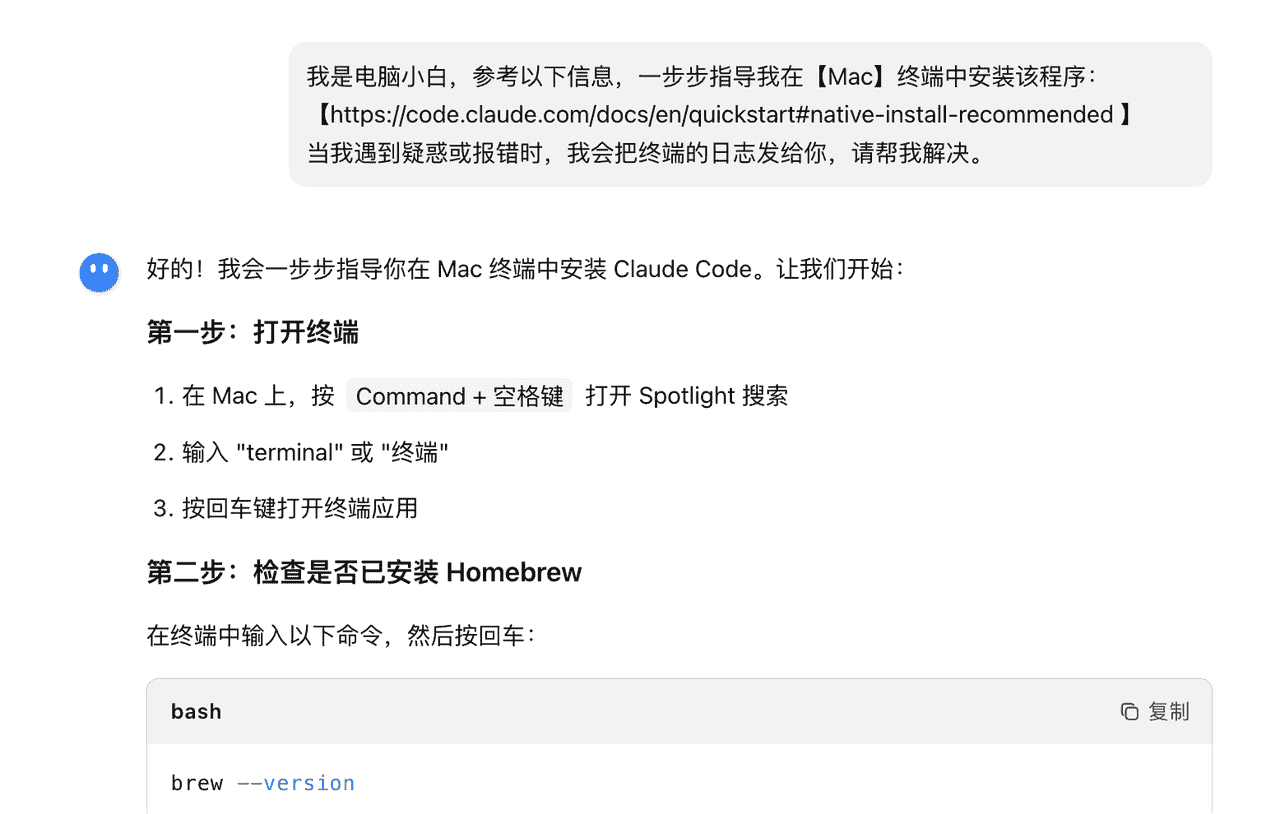 我是电脑小白，参考以下信息，一步步指导我在【Mac】终端中安装该程序：
【https://code.claude.com/docs/en/quickstart#native-install-recommended 】
当我遇到疑惑或报错时，我会把终端的日志发给你，请帮我解决。
好的！我会一步步指导你在 Mac 终端中安装 Claude Code。让我们开始：
第一步：打开终端
1. 在 Mac 上，按 Command + 空格键 打开 Spotlight 搜索
2. 输入 "terminal" 或 "终端"
3. 按回车键打开终端应用
第二步：检查是否已安装 Homebrew
在终端中输入以下命令，然后按回车：
bash 复制
brew --version